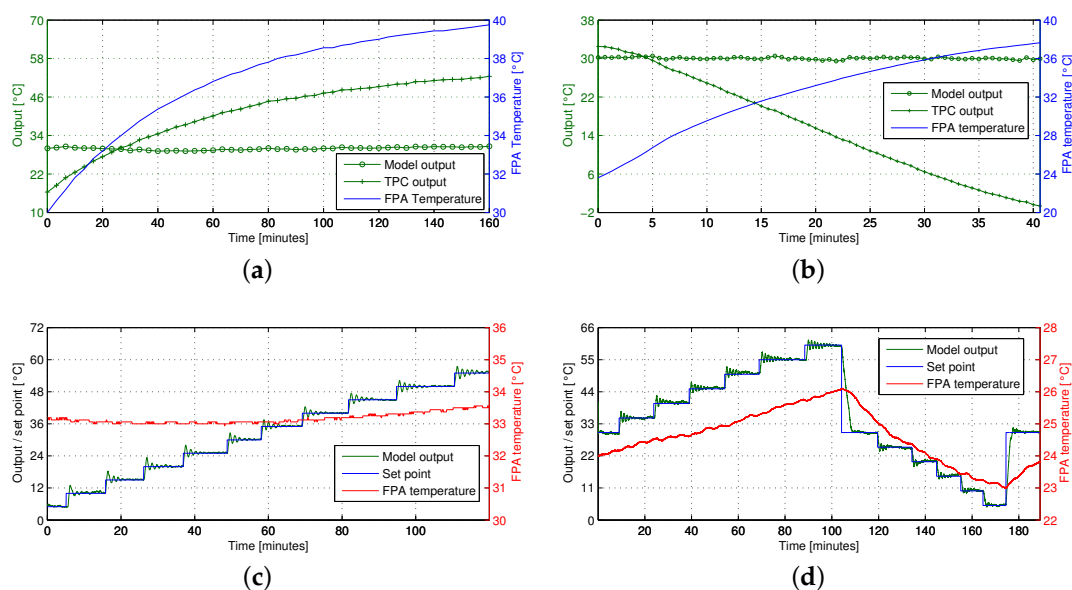 70
58
46
34
22
10
Output [°C]
40
39
37
35
33
32
30
FPA Temperature [°C]
Model output
TPC output
FPA Temperature
0 20 40 60 80 100 120 140 160
Time [minutes]
(a)
38
30
22
14
6
−2
Output [°C]
40
36
32
28
24
20
FPA temperature [°C]
Model output
TPC output
FPA temperature
0 5 10 15 20 25 30 35 40
Time [minutes]
(b)
72
60
48
36
24
12
0
Output / set point [°C]
36
35
34
33
32
31
30
FPA temperature [°C]
Model output
Set point
FPA temperature
0 20 40 60 80 100
Time [minutes]
(c)
66
55
44
33
22
11
0
Output / set point [°C]
28
27
26
25
24
23
22
FPA temperature [°C]
Model output
Set point
FPA temperature
0 20 40 60 80 100 120 140 160 180
Time [minutes]
(d)